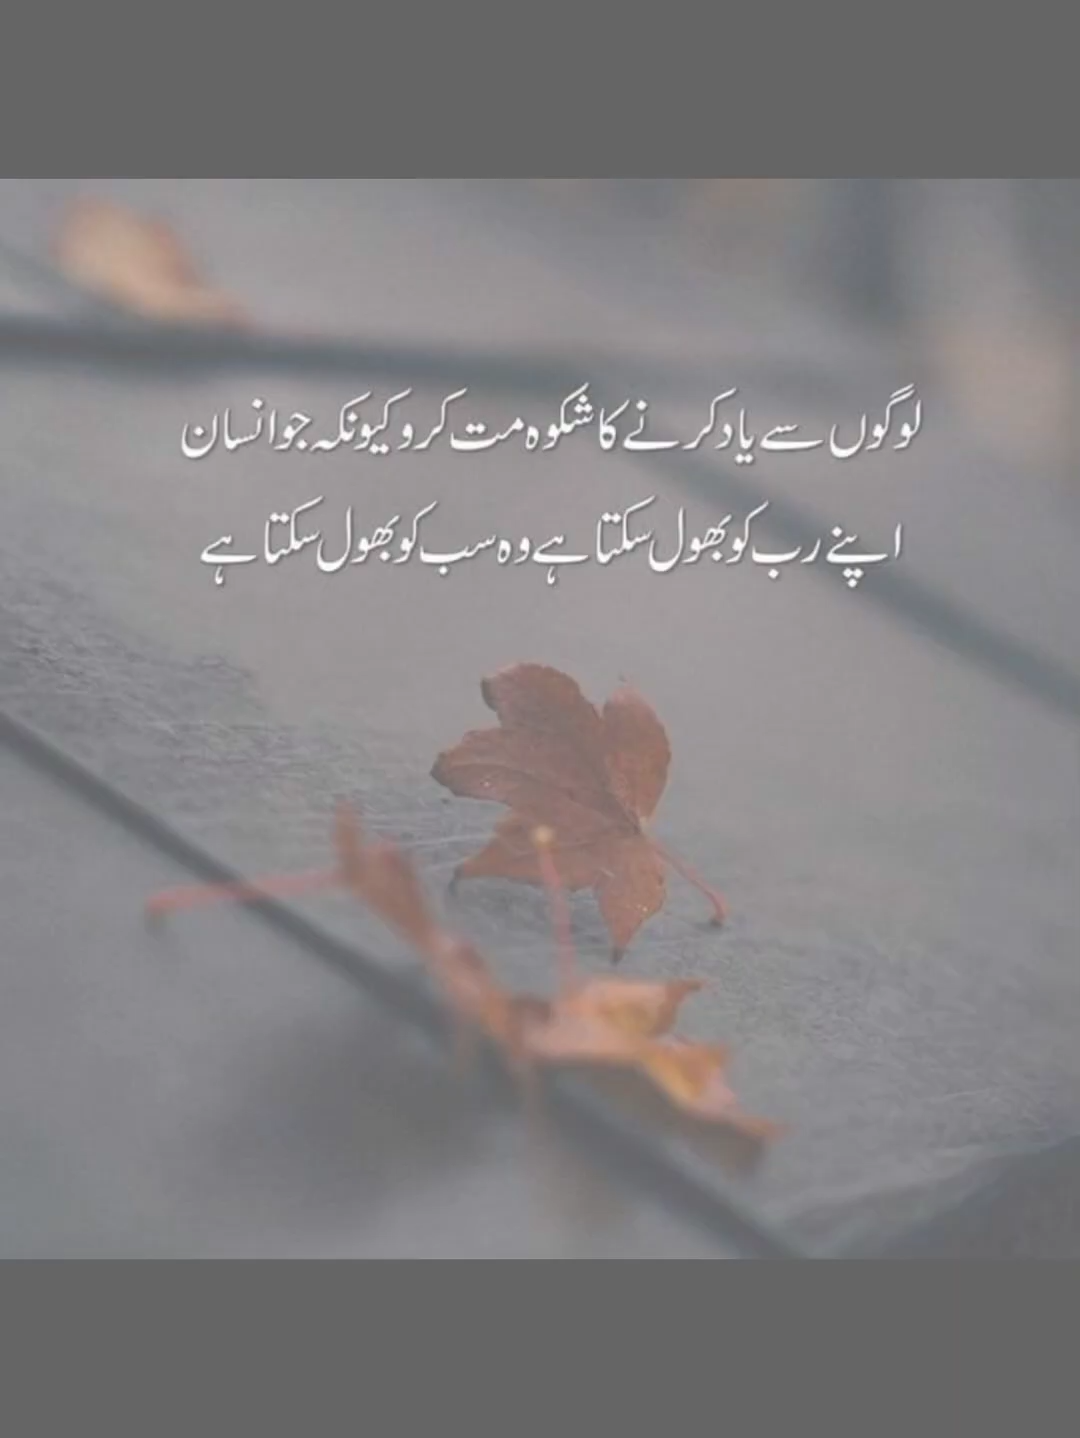 لوگوں سے یاد کرنے کا شکوہ مت کرو کیونکہ جو انسان
اپنے رب کو بھول سکتا ہے وہ سب کو بھول سکتا ہے